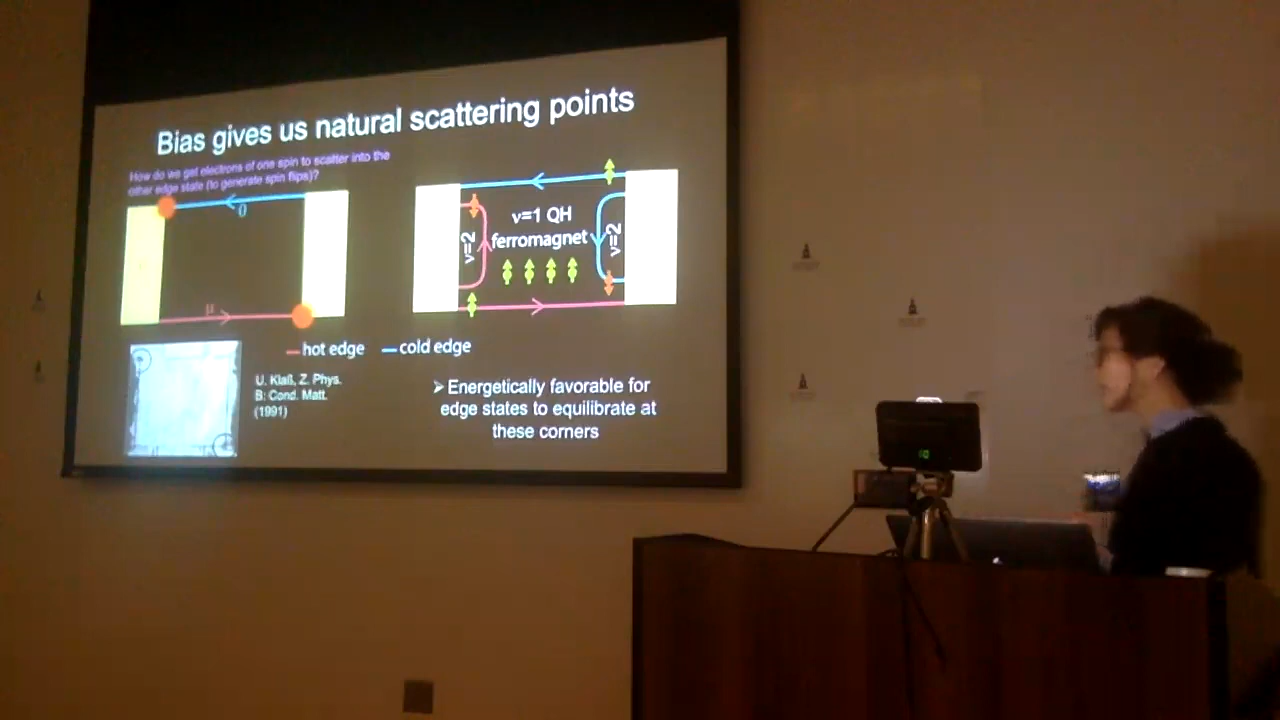 Bias gives us natural scattering points
How do we get electrons of one spin to scatter into the
other edge state (to generate spin flips)?
0
μ
ν=1 QH
ferromagnet
ν=2
ν=2
hot edge
cold edge
U. Klaß, Z. Phys.
B: Cond. Matt.
(1991)
➢ Energetically favorable for
edge states to equilibrate at
these corners